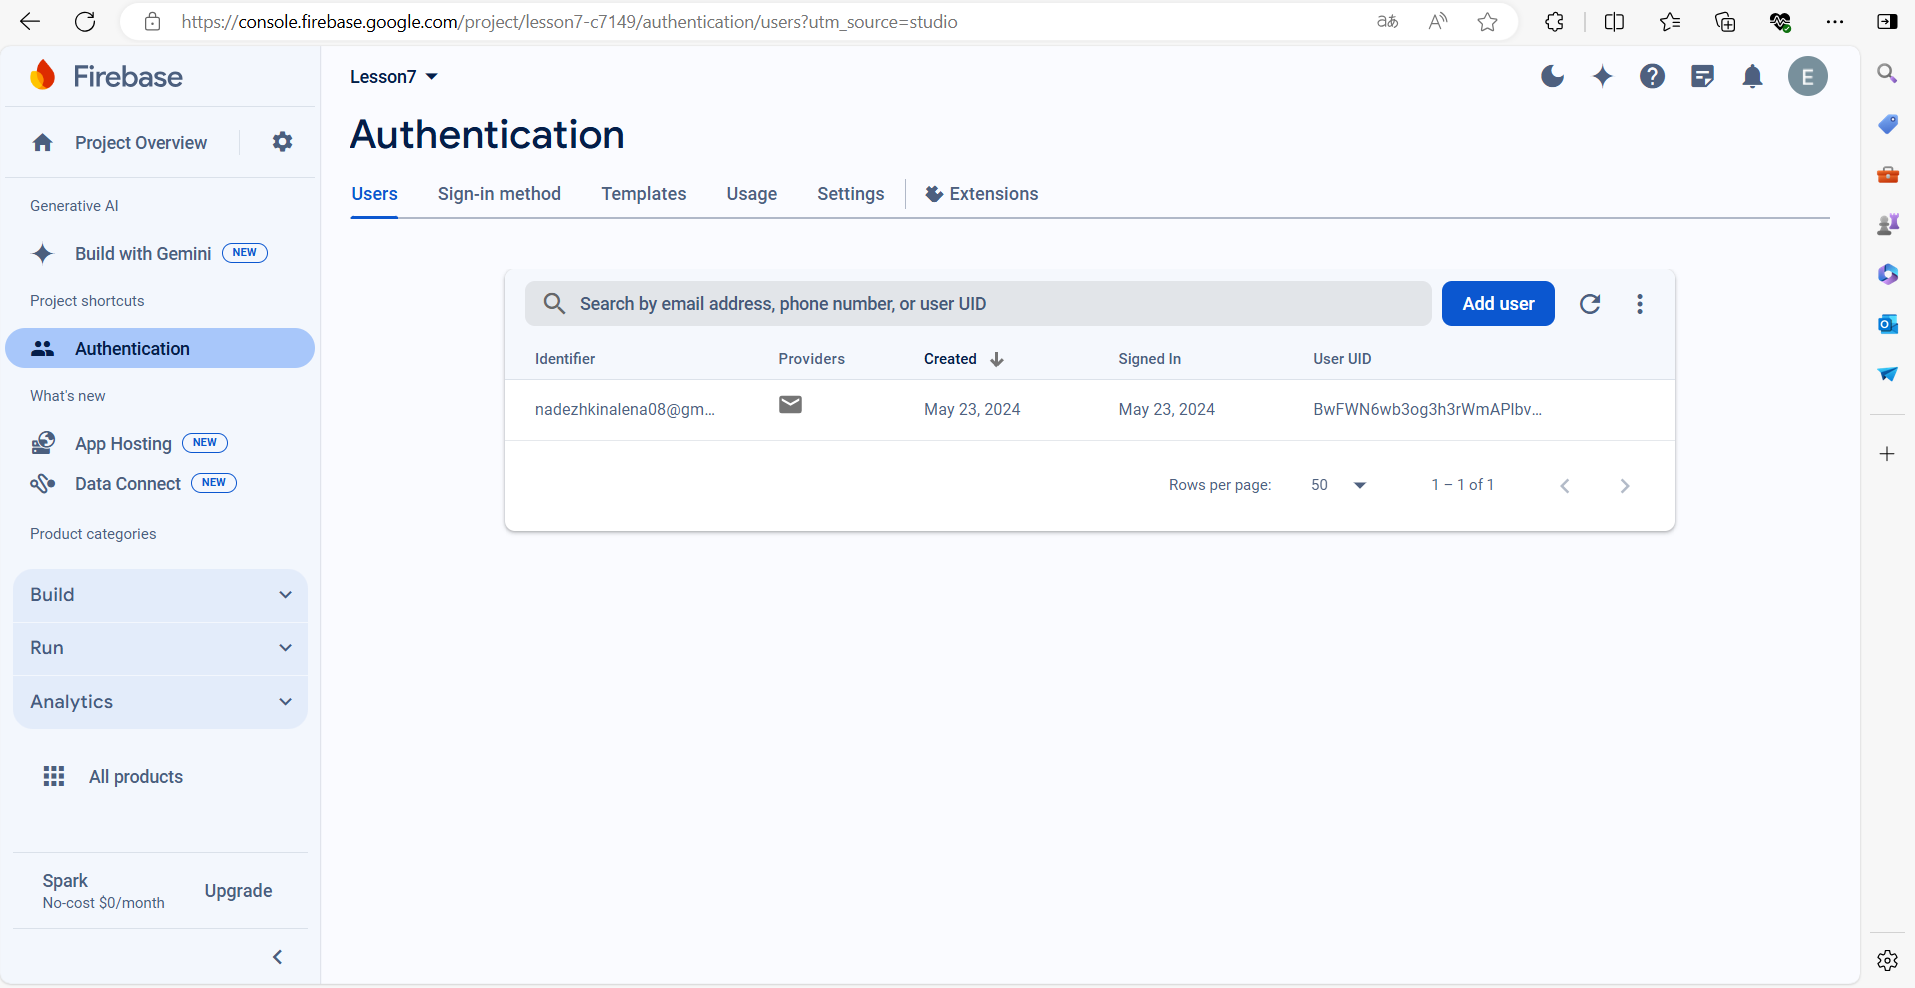 https://console.firebase.google.com/project/lesson7-c7149/authentication/users?utm_source=studio
Firebase
Project Overview
Generative AI
Build with Gemini NEW
Project shortcuts
Authentication
What's new
App Hosting NEW
Data Connect NEW
Product categories
Build
Run
Analytics
All products
Spark
No-cost $0/month
Upgrade
Lesson7
E
Authentication
Users Sign-in method Templates Usage Settings Extensions
Search by email address, phone number, or user UID Add user
Identifier Providers Created Signed In User UID
nadezhkinalena08@gm... May 23, 2024 May 23, 2024 BwFWN6wb3og3h3rWmAPlbv...
Rows per page: 50 1 – 1 of 1